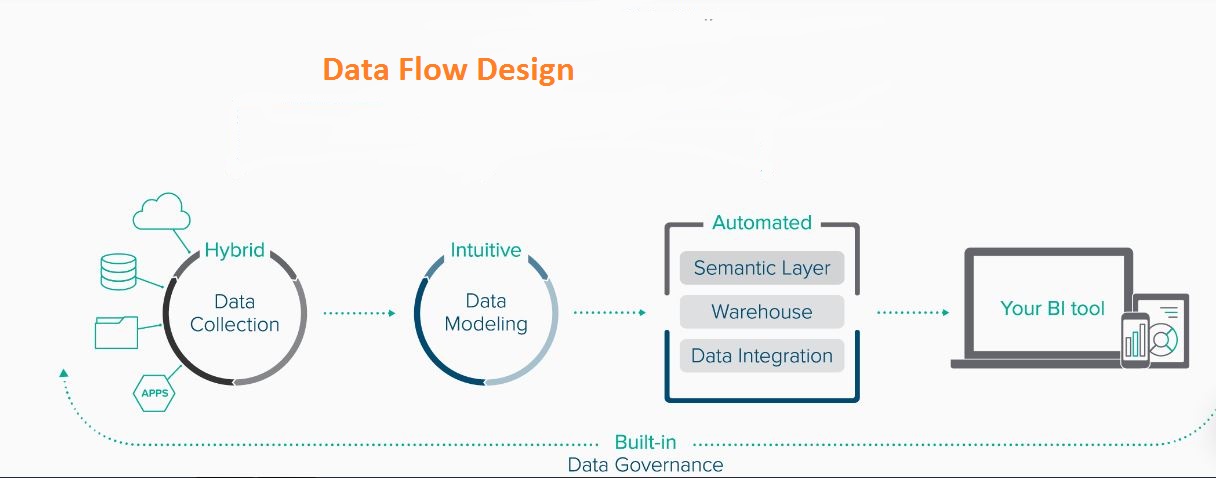 Data Flow Design
Hybrid
Data
Collection
APPS
Intuitive
Data
Modeling
Automated
Semantic Layer
Warehouse
Data Integration
Your BI tool
Built-in
Data Governance